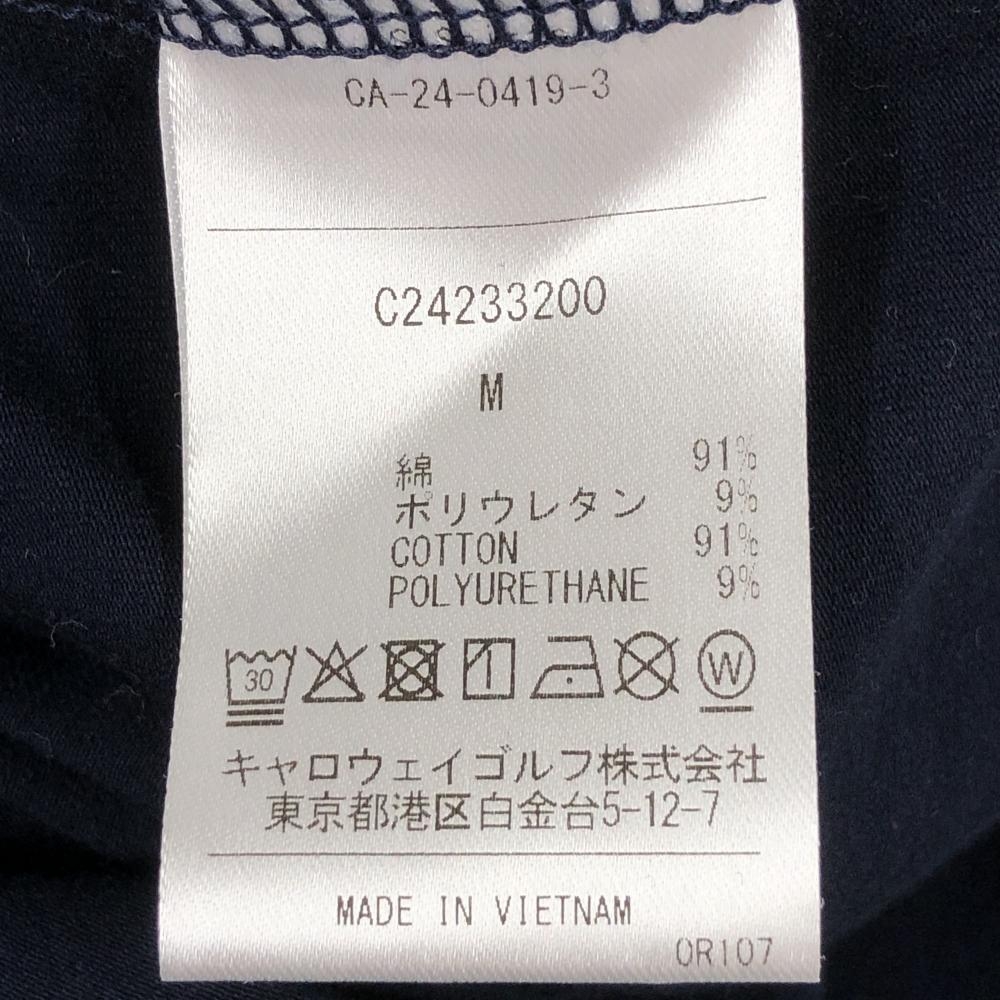 CA-24-0419-3
C24233200
M
綿 91%
ポリウレタン 9%
COTTON 91%
POLYURETHANE 9%
30 W
キャロウェイゴルフ株式会社
東京都港区白金台5-12-7
MADE IN VIETNAM
OR107